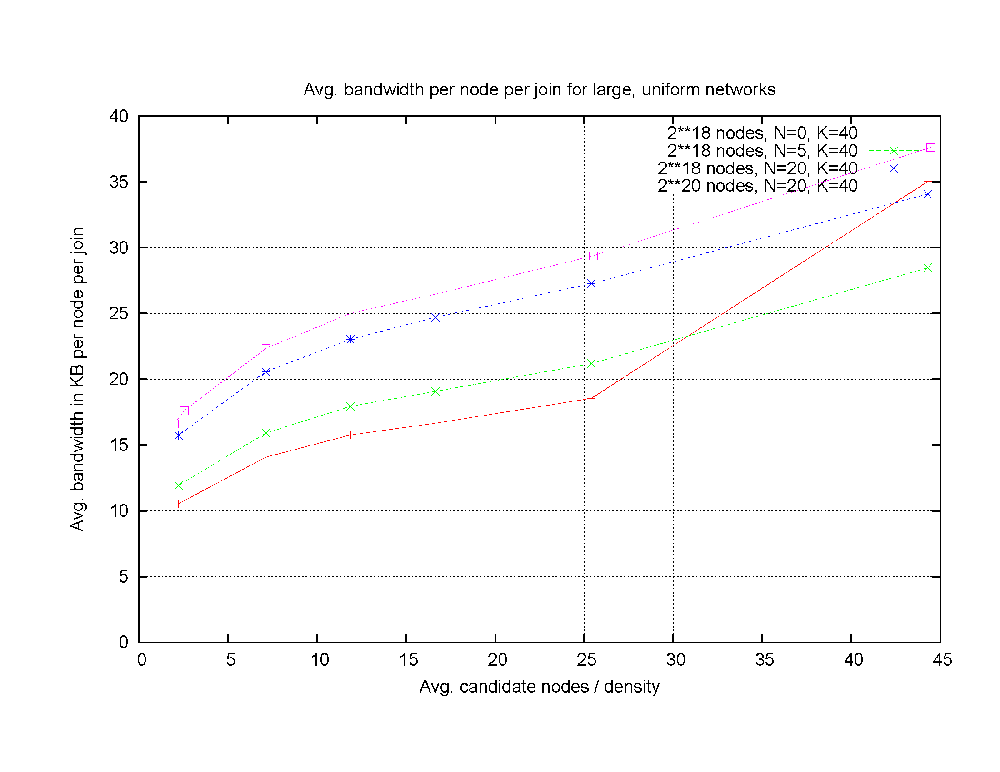 Avg. bandwidth per node per join for large, uniform networks
40
35
30
25
20
15
10
5
0
2**18 nodes, N=0, K=40
2**18 nodes, N=5, K=40
2**18 nodes, N=20, K=40
2**20 nodes, N=20, K=40
Avg. bandwidth in KB per node per join
0 5 10 15 20 25 30 35 40 45
Avg. candidate nodes / density